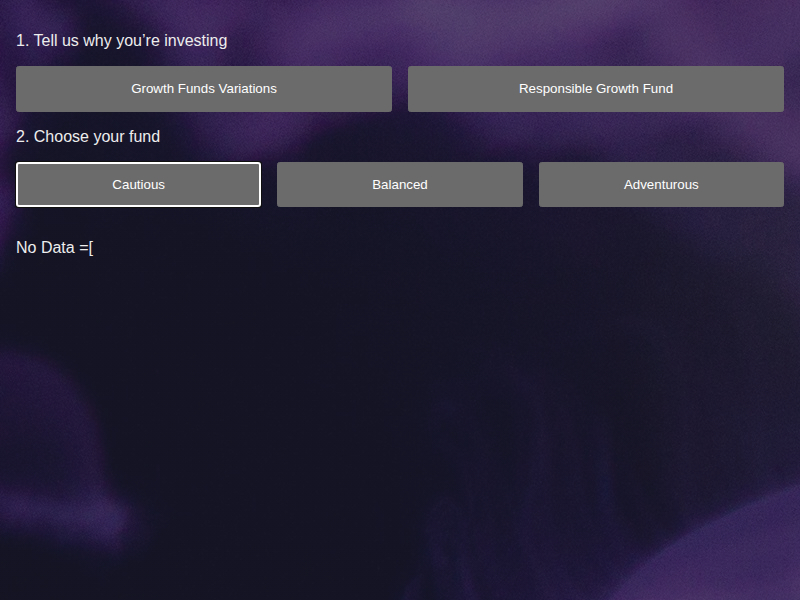 1. Tell us why you’re investing
Growth Funds Variations
Responsible Growth Fund
2. Choose your fund
Cautious
Balanced
Adventurous
No Data =[